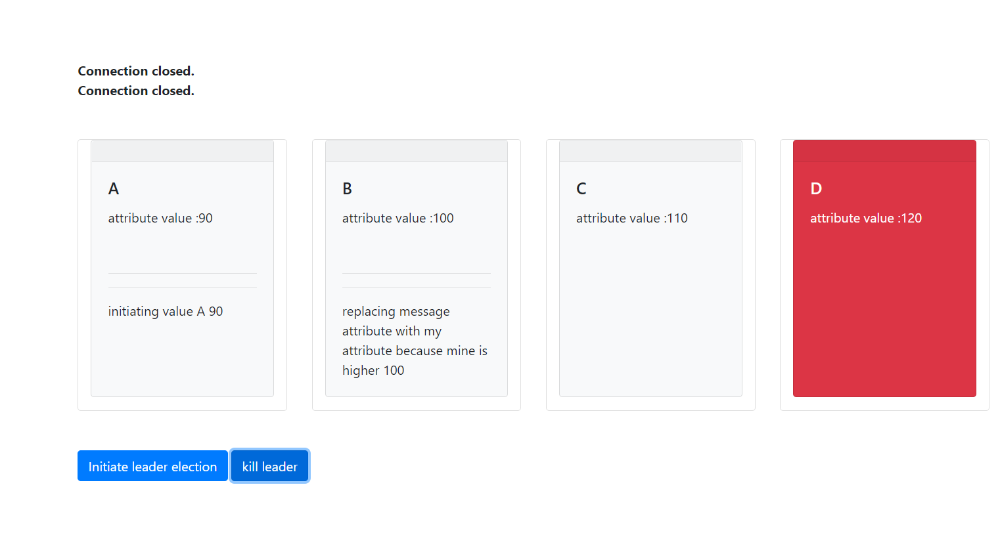 Connection closed.
Connection closed.
A
attribute value :90
initiating value A 90
B
attribute value :100
replacing message
attribute with my
attribute because mine is
higher 100
C
attribute value :110
D
attribute value :120
Initiate leader election
kill leader